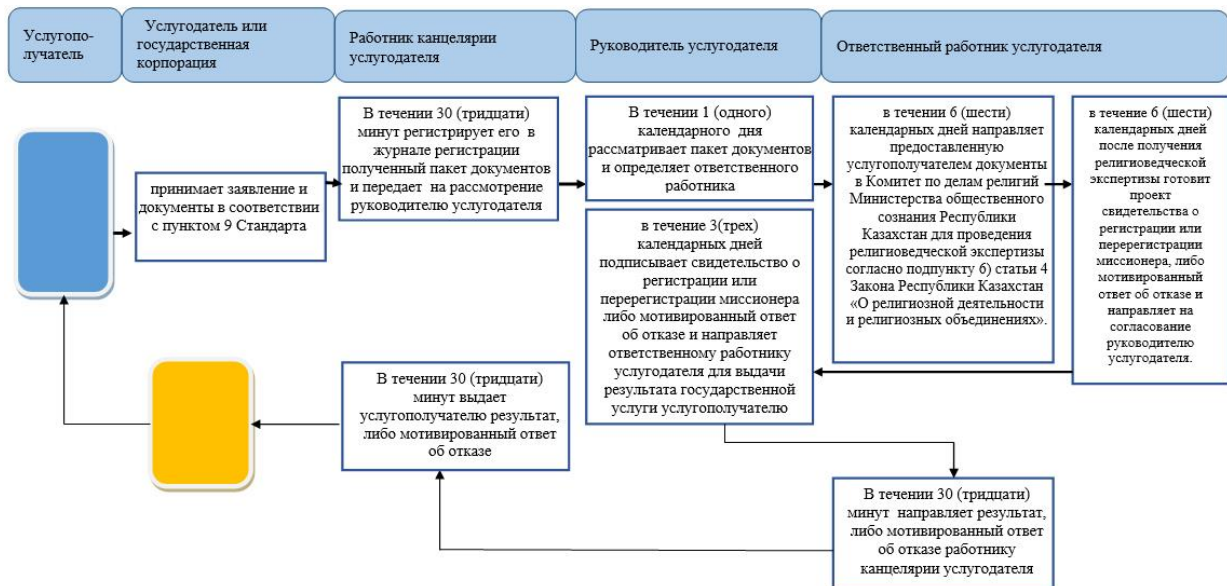 Услугопо-
лучатель
Услугодатель или
государственная
корпорация
Работник канцелярии
услугодателя
Руководитель услугодателя
Ответственный работник услугодателя
принимает заявление и
документы в соответствии
с пунктом 9 Стандарта
В течении 30 (тридцати)
минут регистрирует его в
журнале регистрации
полученный пакет документов
и передает на рассмотрение
руководителю услугодателя
В течении 1 (одного)
календарного дня
рассматривает пакет документов
и определяет ответственного
работника
в течении 6 (шести)
календарных дней направляет
предоставленную
услугополучателем документы
в Комитет по делам религий
Министерства общественного
сознания Республики
Казахстан для проведения
религиоведческой экспертизы
согласно подпункту 6) статьи 4
Закона Республики Казахстан
«О религиозной деятельности
и религиозных объединениях».
в течение 6 (шести)
календарных дней
после получения
религиоведческой
экспертизы готовит
проект
свидетельства о
регистрации или
перерегистрации
миссионера, либо
мотивированный
ответ об отказе и
направляет на
согласование
руководителю
услугодателя.
в течение 3(трех)
календарных дней
подписывает свидетельство о
регистрации или
перерегистрации миссионера
либо мотивированный ответ
об отказе и направляет
ответственному работнику
услугодателя для выдачи
результата государственной
услуги услугополучателю
В течении 30 (тридцати)
минут направляет результат,
либо мотивированный ответ
об отказе работнику
канцелярии услугодателя
В течении 30 (тридцати)
минут выдает
услугополучателю результат,
либо мотивированный ответ
об отказе